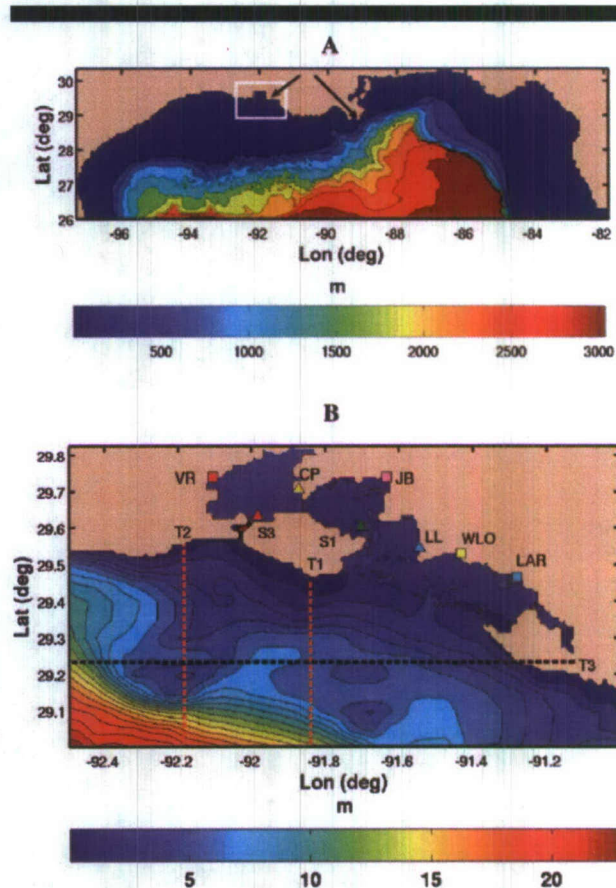 A
Lat (deg)
30
29
28
27
26
-96 -94 -92 -90 -88 -86 -84 -82
Lon (deg)
m
500 1000 1500 2000 2500 3000
B
Lat (deg)
29.8
29.7
29.6
29.5
29.4
29.3
29.2
29.1
VR CP JB
S3 S1 LL WLO
T2 T1 LAR
T3
-92.4 -92.2 -92 -91.8 -91.6 -91.4 -91.2
Lon (deg)
m
5 10 15 20